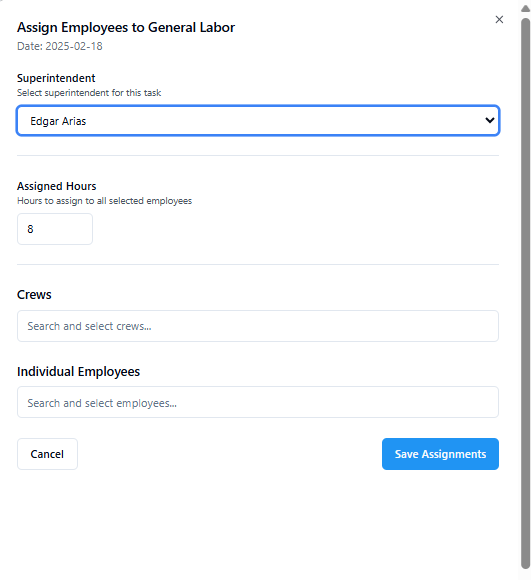 Assign Employees to General Labor
Date: 2025-02-18
Superintendent
Select superintendent for this task
Edgar Arias
Assigned Hours
Hours to assign to all selected employees
8
Crews
Search and select crews...
Individual Employees
Search and select employees...
Cancel
Save Assignments